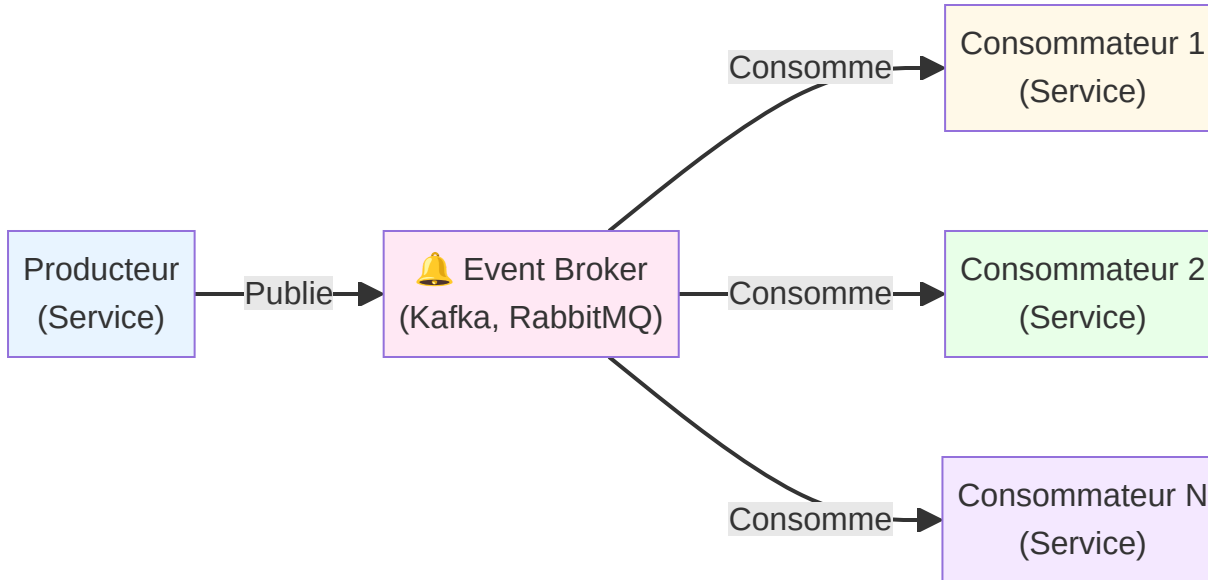 Consommateur 1
(Service)
Consomme
Producteur
(Service)
Publie
🔔 Event Broker
(Kafka, RabbitMQ)
Consomme
Consommateur 2
(Service)
Consomme
Consommateur N
(Service)